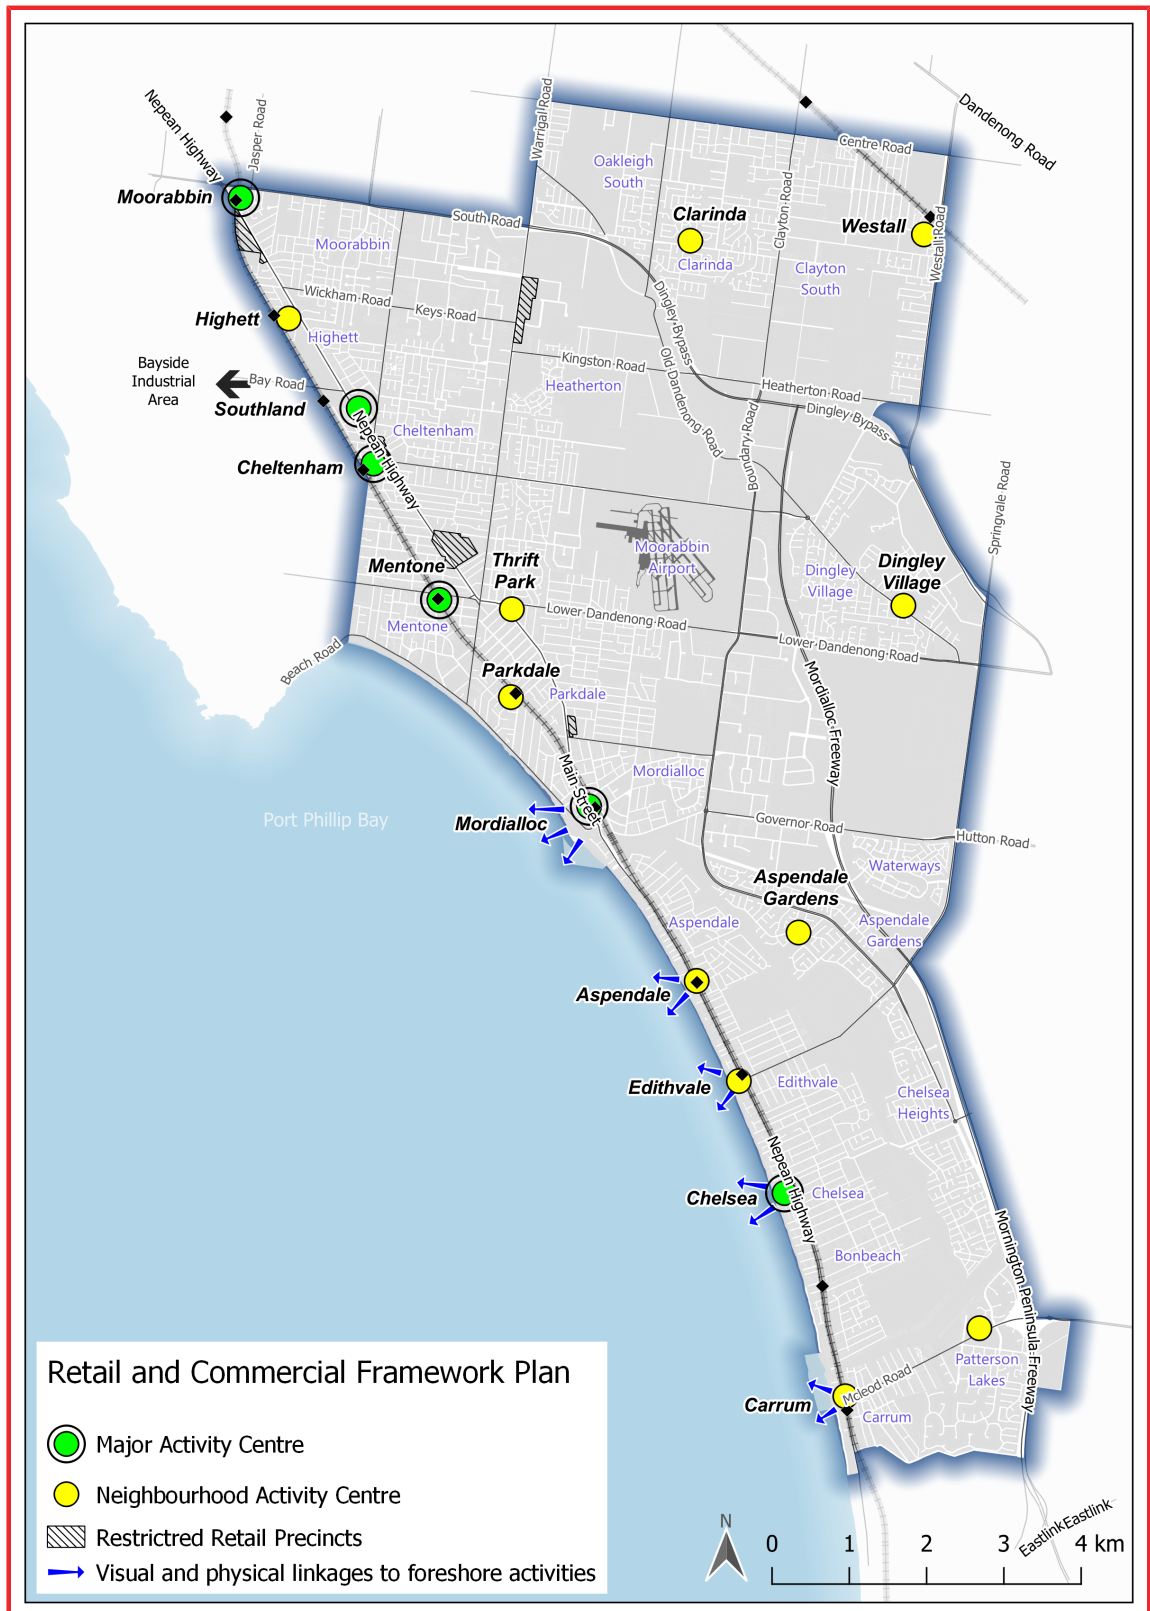 Nepean Highway
Jasper Road
Warrigal Road
Dandenong Road
Centre Road
Moorabbin
Oakleigh
South
Clarinda
Clayton Road
Westall
Westall Road
South Road
Moorabbin
Clarinda
Clayton
South
Wickham Road
Keys Road
Dingley Bypass
Highett
Highett
Bayside
Industrial
Area
Bay Road
Southland
Kingston Road
Old Dandenong Road
Heatherton
Heatherton Road
Dingley Bypass
Boundary Road
Cheltenham
Nepean Highway
Cheltenham
Springvale Road
Mentone
Thrift
Park
Moorabbin
Airport
Dingley
Village
Dingley
Village
Mentone
Lower Dandenong Road
Lower Dandenong Road
Beach Road
Parkdale
Parkdale
Mordialloc Freeway
Main Street
Mordialloc
Port Phillip Bay
Mordialloc
Governor Road
Hutton Road
Waterways
Aspendale
Gardens
Aspendale
Aspendale
Gardens
Aspendale
Edithvale
Edithvale
Chelsea
Heights
Nepean Highway
Chelsea
Chelsea
Bonbeach
Mornington Peninsula Freeway
Patterson
Lakes
Mcleod Road
Carrum
Carrum
Eastlink
Eastlink
Retail and Commercial Framework Plan
Major Activity Centre
Neighbourhood Activity Centre
Restrictred Retail Precincts
Visual and physical linkages to foreshore activities
N
0 1 2 3 4 km